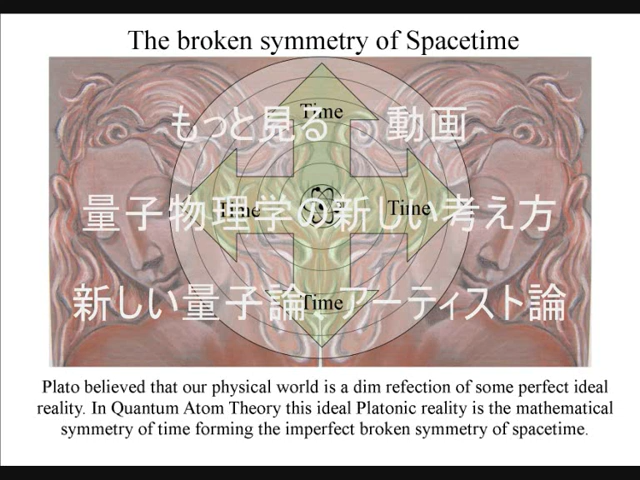 The broken symmetry of Spacetime
Time
もっと見る 動画
Time
Time
量子物理学の新しい考え方
Time
新しい量子論 アーティスト論
Plato believed that our physical world is a dim refection of some perfect ideal
reality. In Quantum Atom Theory this ideal Platonic reality is the mathematical
symmetry of time forming the imperfect broken symmetry of spacetime.